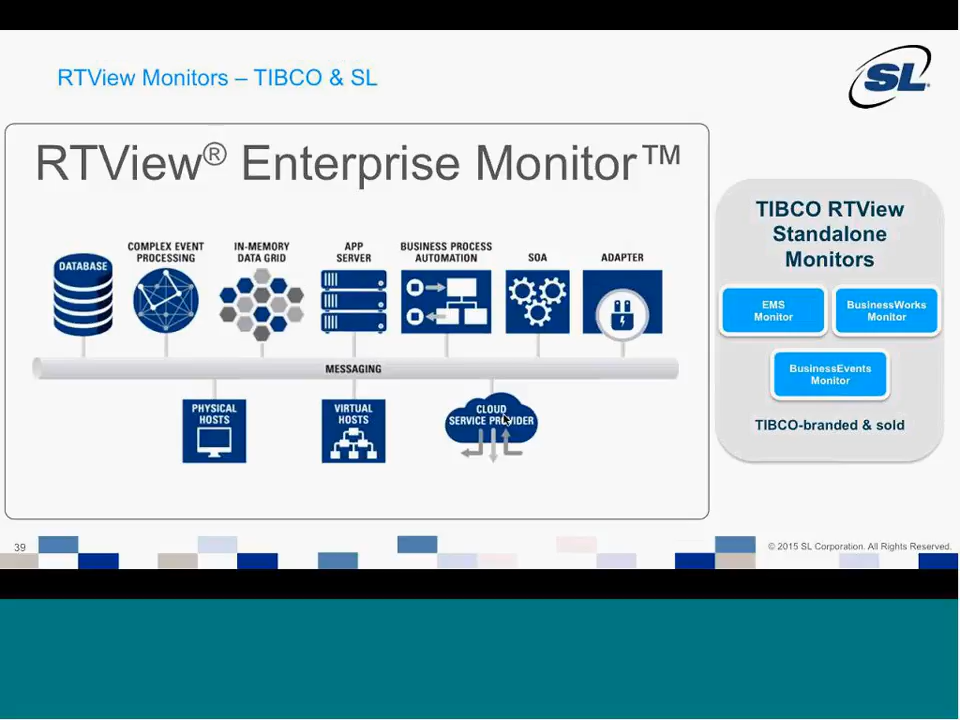 RTView Monitors – TIBCO & SL
SL
RTView® Enterprise Monitor™
DATABASE
COMPLEX EVENT
PROCESSING
IN-MEMORY
DATA GRID
APP
SERVER
BUSINESS PROCESS
AUTOMATION
SOA
ADAPTER
MESSAGING
PHYSICAL
HOSTS
VIRTUAL
HOSTS
CLOUD
SERVICE PROVIDER
TIBCO RTView
Standalone
Monitors
EMS
Monitor
BusinessWorks
Monitor
BusinessEvents
Monitor
TIBCO-branded & sold
39
© 2015 SL Corporation. All Rights Reserved.